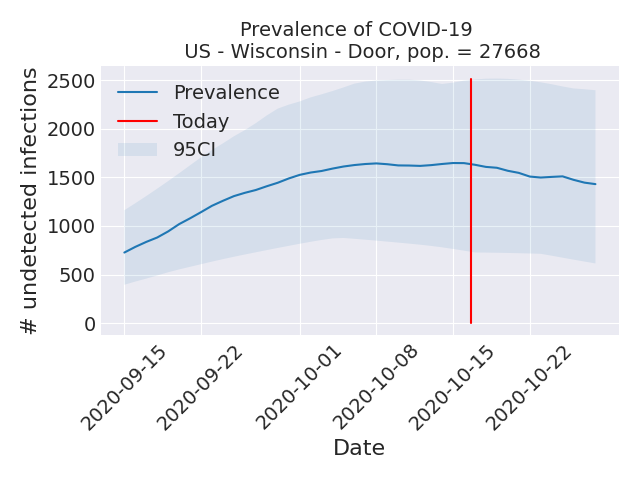 Prevalence of COVID-19
US - Wisconsin - Door, pop. = 27668
# undetected infections
2500
2000
1500
1000
500
0
Prevalence
Today
95CI
2020-09-15
2020-09-22
2020-10-01
2020-10-08
2020-10-15
2020-10-22
Date